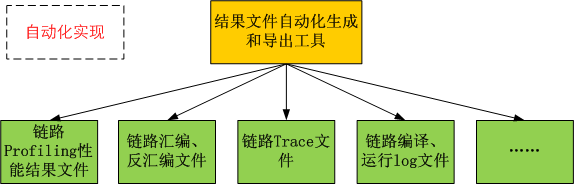 自动化实现
结果文件自动化生成
和导出工具
链路
Profiling性
能结果文件
链路汇编、
反汇编文件
链路Trace文
件
链路编译、
运行log文件
……